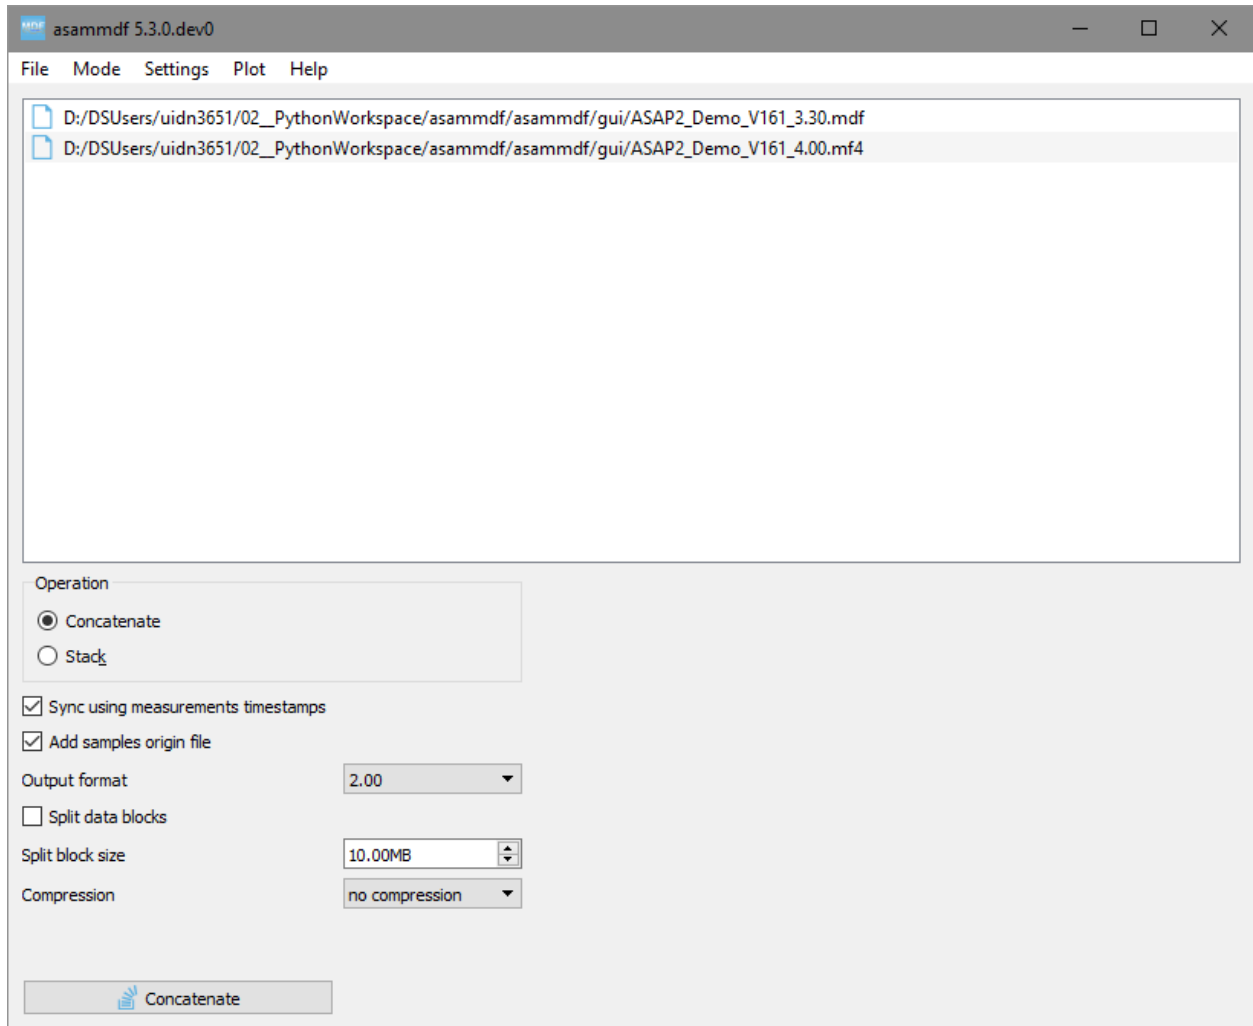 MDF asammdf 5.3.0.dev0
File Mode Settings Plot Help
D:/DSUsers/uidn3651/02__PythonWorkspace/asammdf/asammdf/gui/ASAP2_Demo_V161_3.30.mdf
D:/DSUsers/uidn3651/02__PythonWorkspace/asammdf/asammdf/gui/ASAP2_Demo_V161_4.00.mf4
Operation
Concatenate
Stack
Sync using measurements timestamps
Add samples origin file
Output format 2.00
Split data blocks
Split block size 10.00MB
Compression no compression
Concatenate